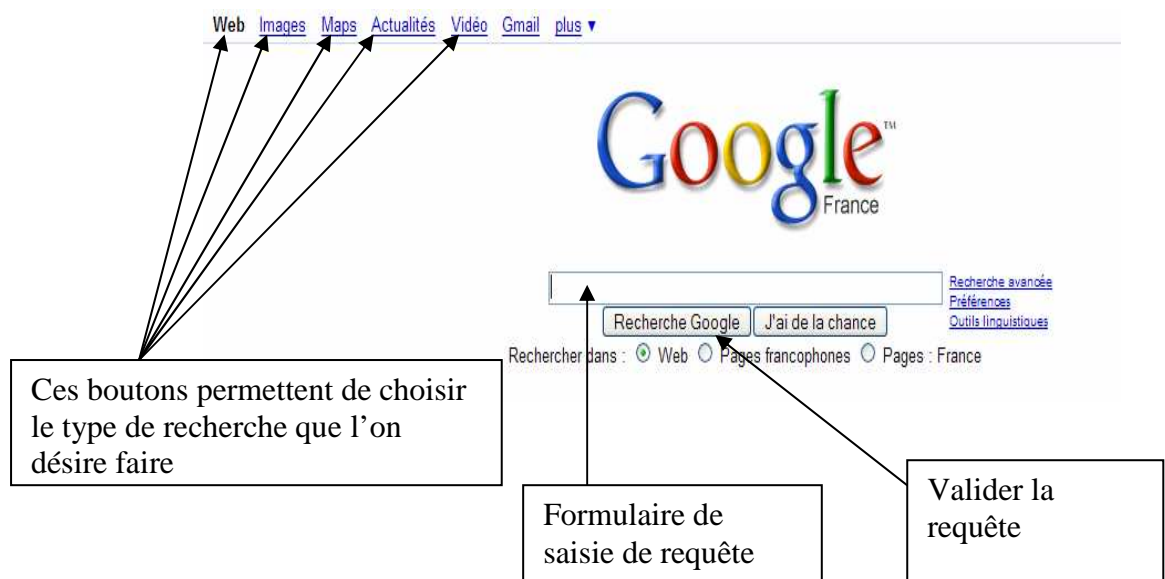 Web Images Maps Actualités Vidéo Gmail plus ▼
Google™
France
Recherche avancée
Préférences
Outils linguistiques
Recherche Google J'ai de la chance
Rechercher dans : Web Pages francophones Pages : France
Ces boutons permettent de choisir
le type de recherche que l’on
désire faire
Formulaire de
saisie de requête
Valider la
requête